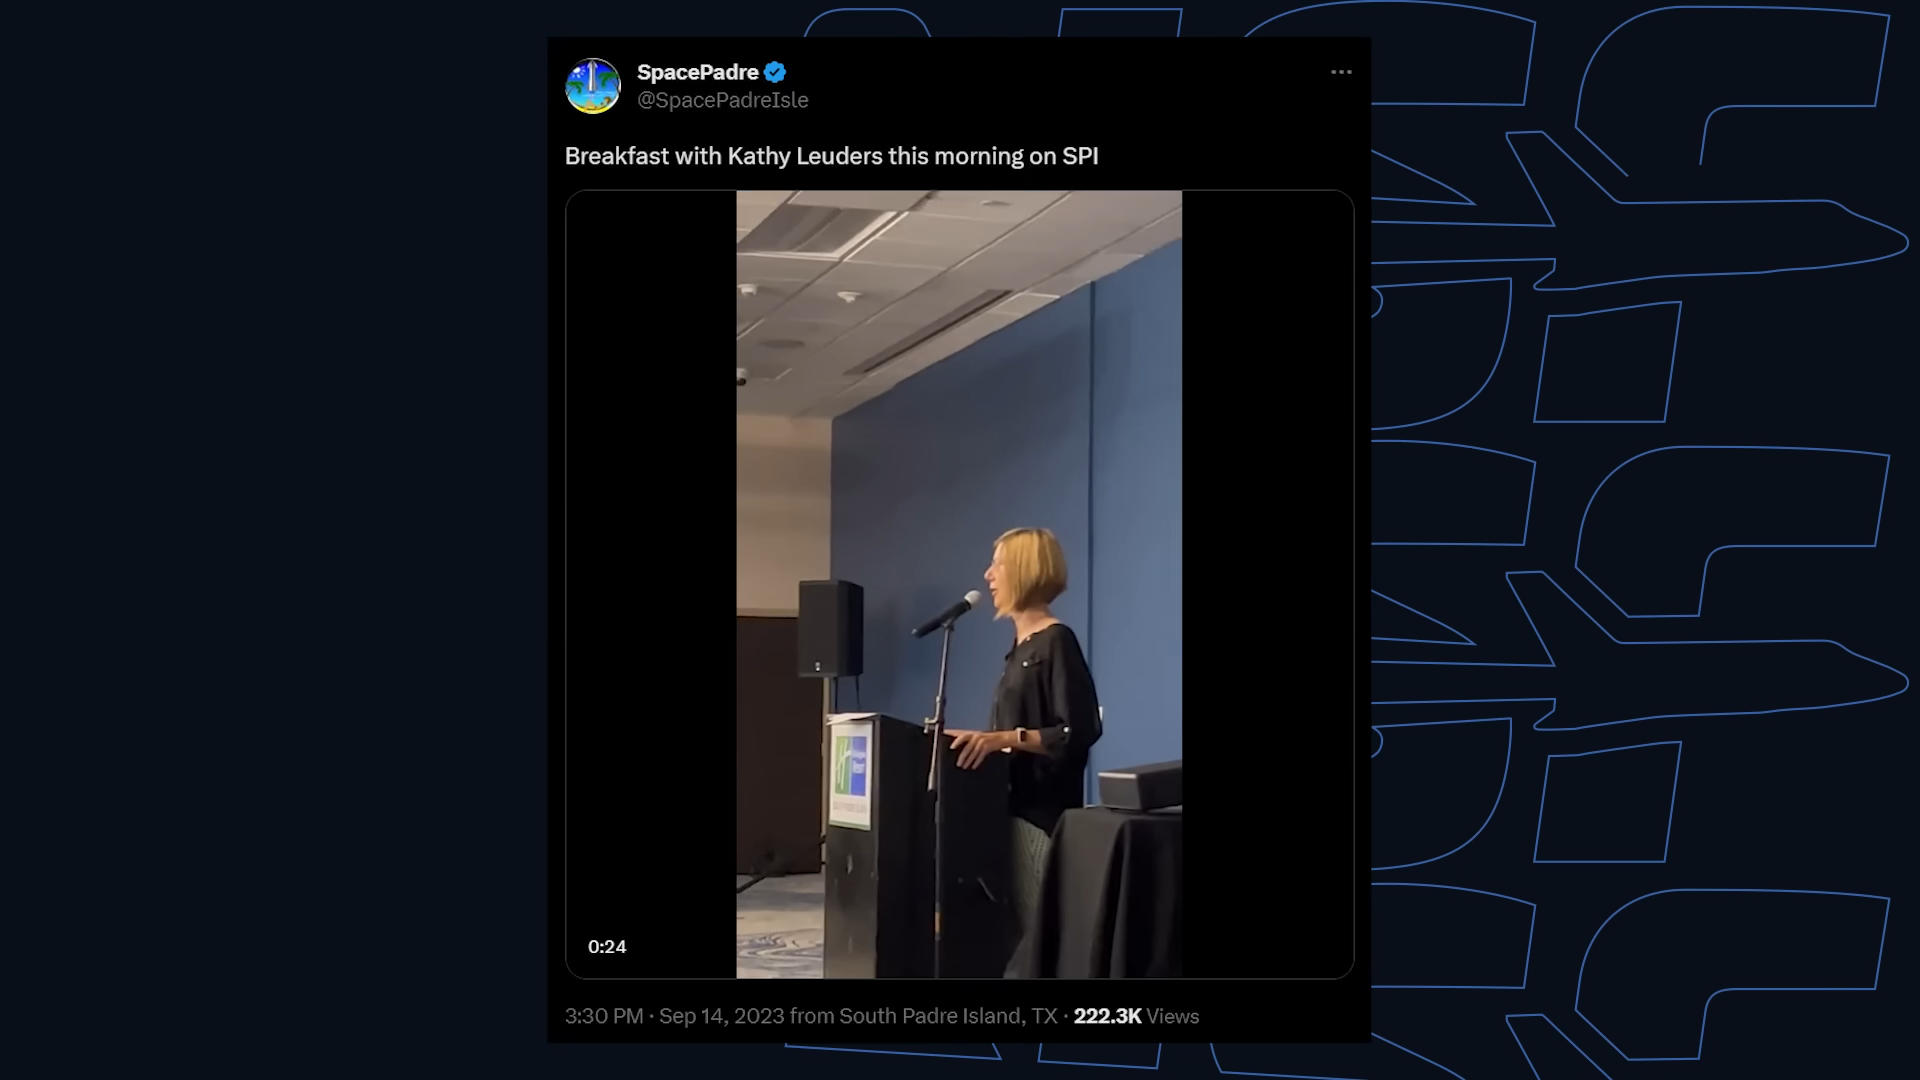 SpacePadre
@SpacePadreIsle
Breakfast with Kathy Leuders this morning on SPI
0:24
3:30 PM · Sep 14, 2023 from South Padre Island, TX · 222.3K Views